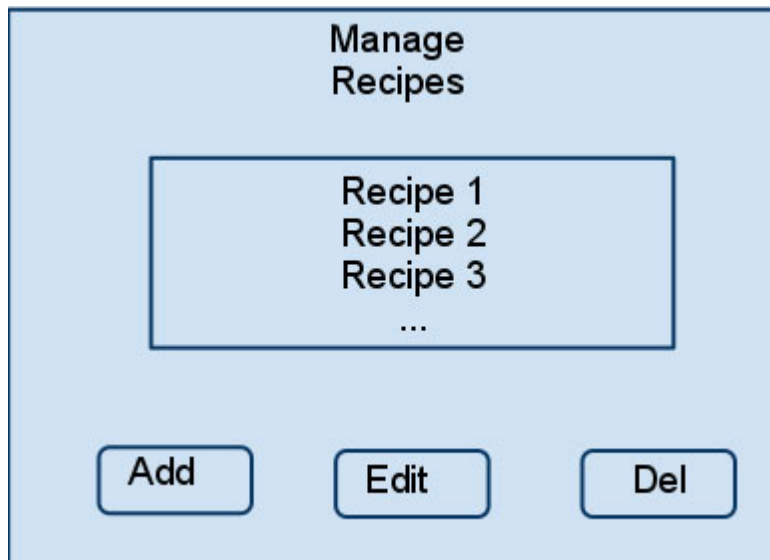 Manage
Recipes
Recipe 1
Recipe 2
Recipe 3
...
Add
Edit
Del